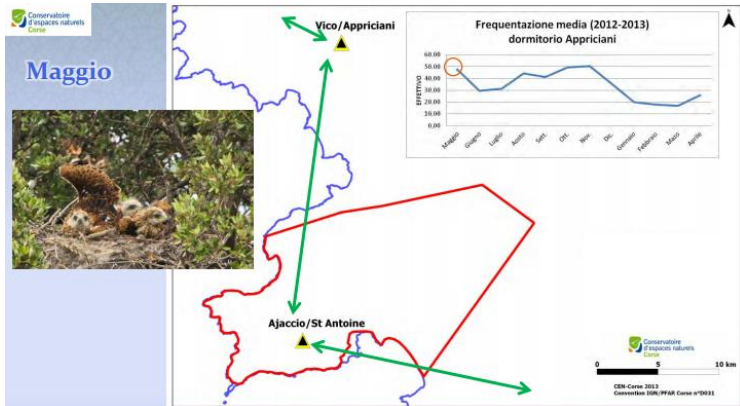 Conservatoire
d'espaces naturels
Corse
Maggio
Vico/Appriciani
Frequentazione media (2012-2013)
dormitorio Appriciani
EFFETTIVO
60.00
50.00
40.00
30.00
20.00
10.00
0.00
Maggio
Giugno
Luglio
Aosto
Sett.
Ott.
Nov.
Dic.
Gennaio
Febbraio
Mazo
Aprile
Ajaccio/St Antoine
Conservatoire
d'espaces naturels
Corse
0 5 10 km
CEN-Corse 2013
Convention IGN/PFAR Corse n°D031